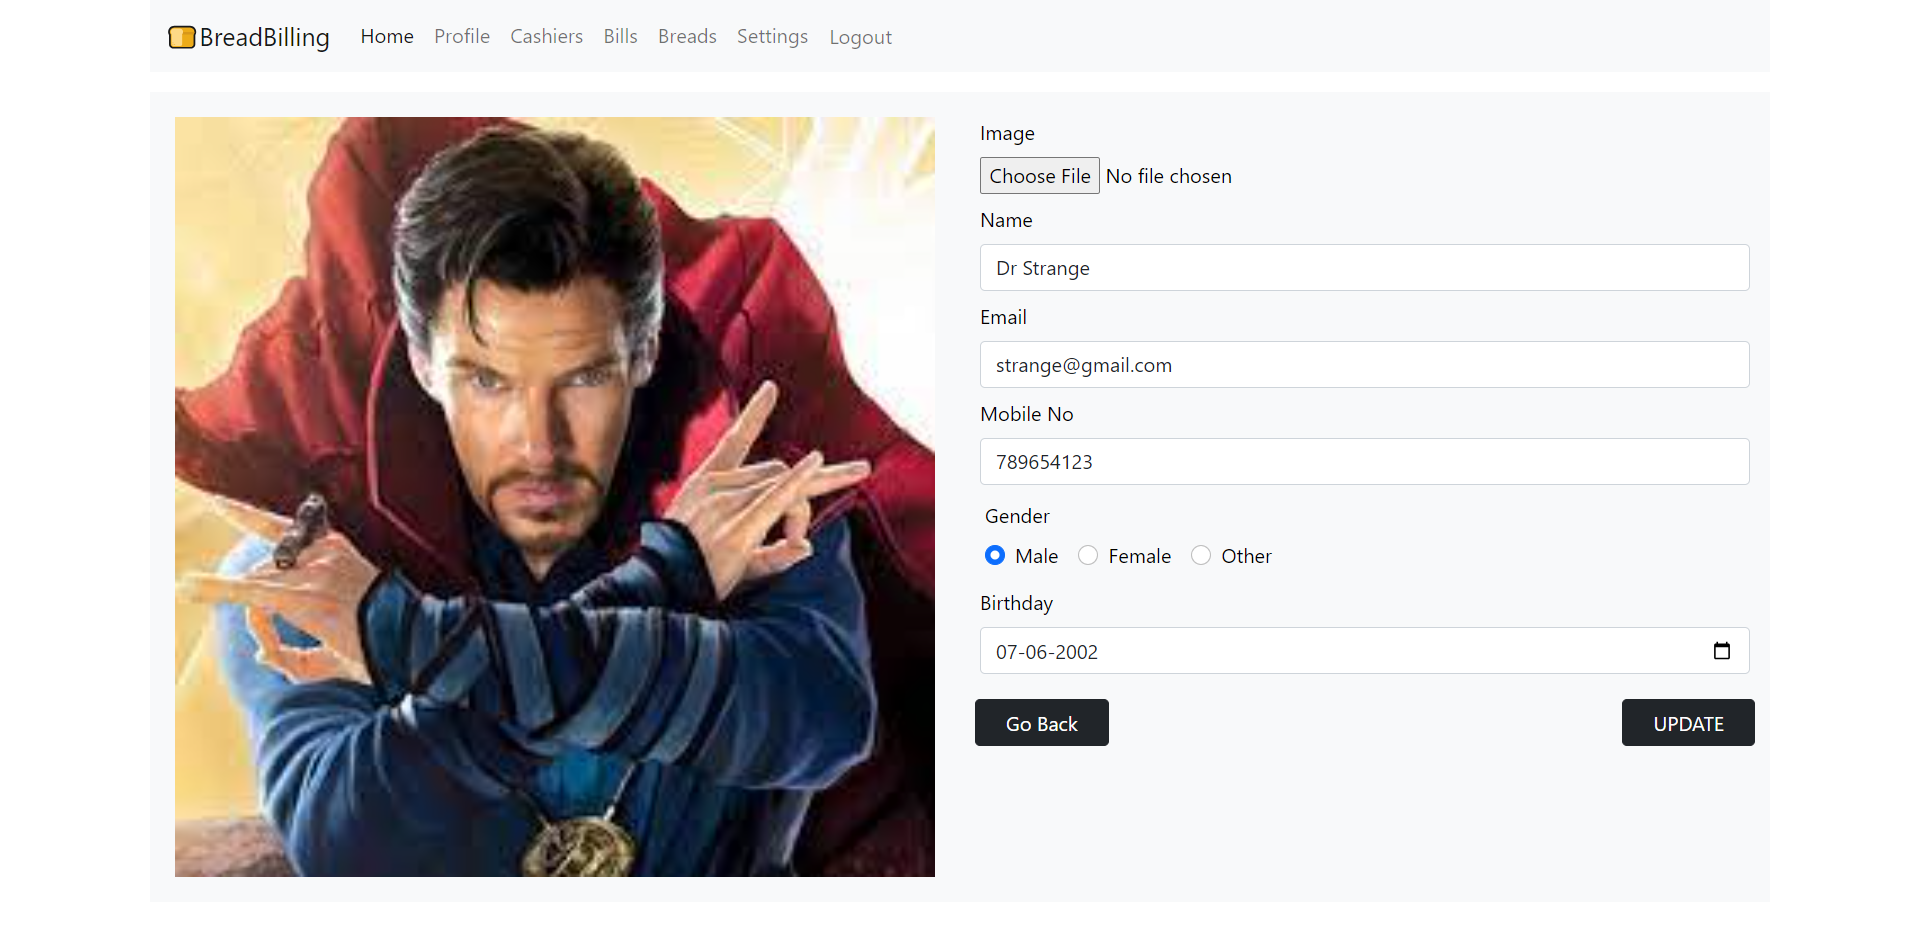 BreadBilling Home Profile Cashiers Bills Breads Settings Logout
Image
Choose File No file chosen
Name
Dr Strange
Email
strange@gmail.com
Mobile No
789654123
Gender
Male Female Other
Birthday
07-06-2002
Go Back UPDATE